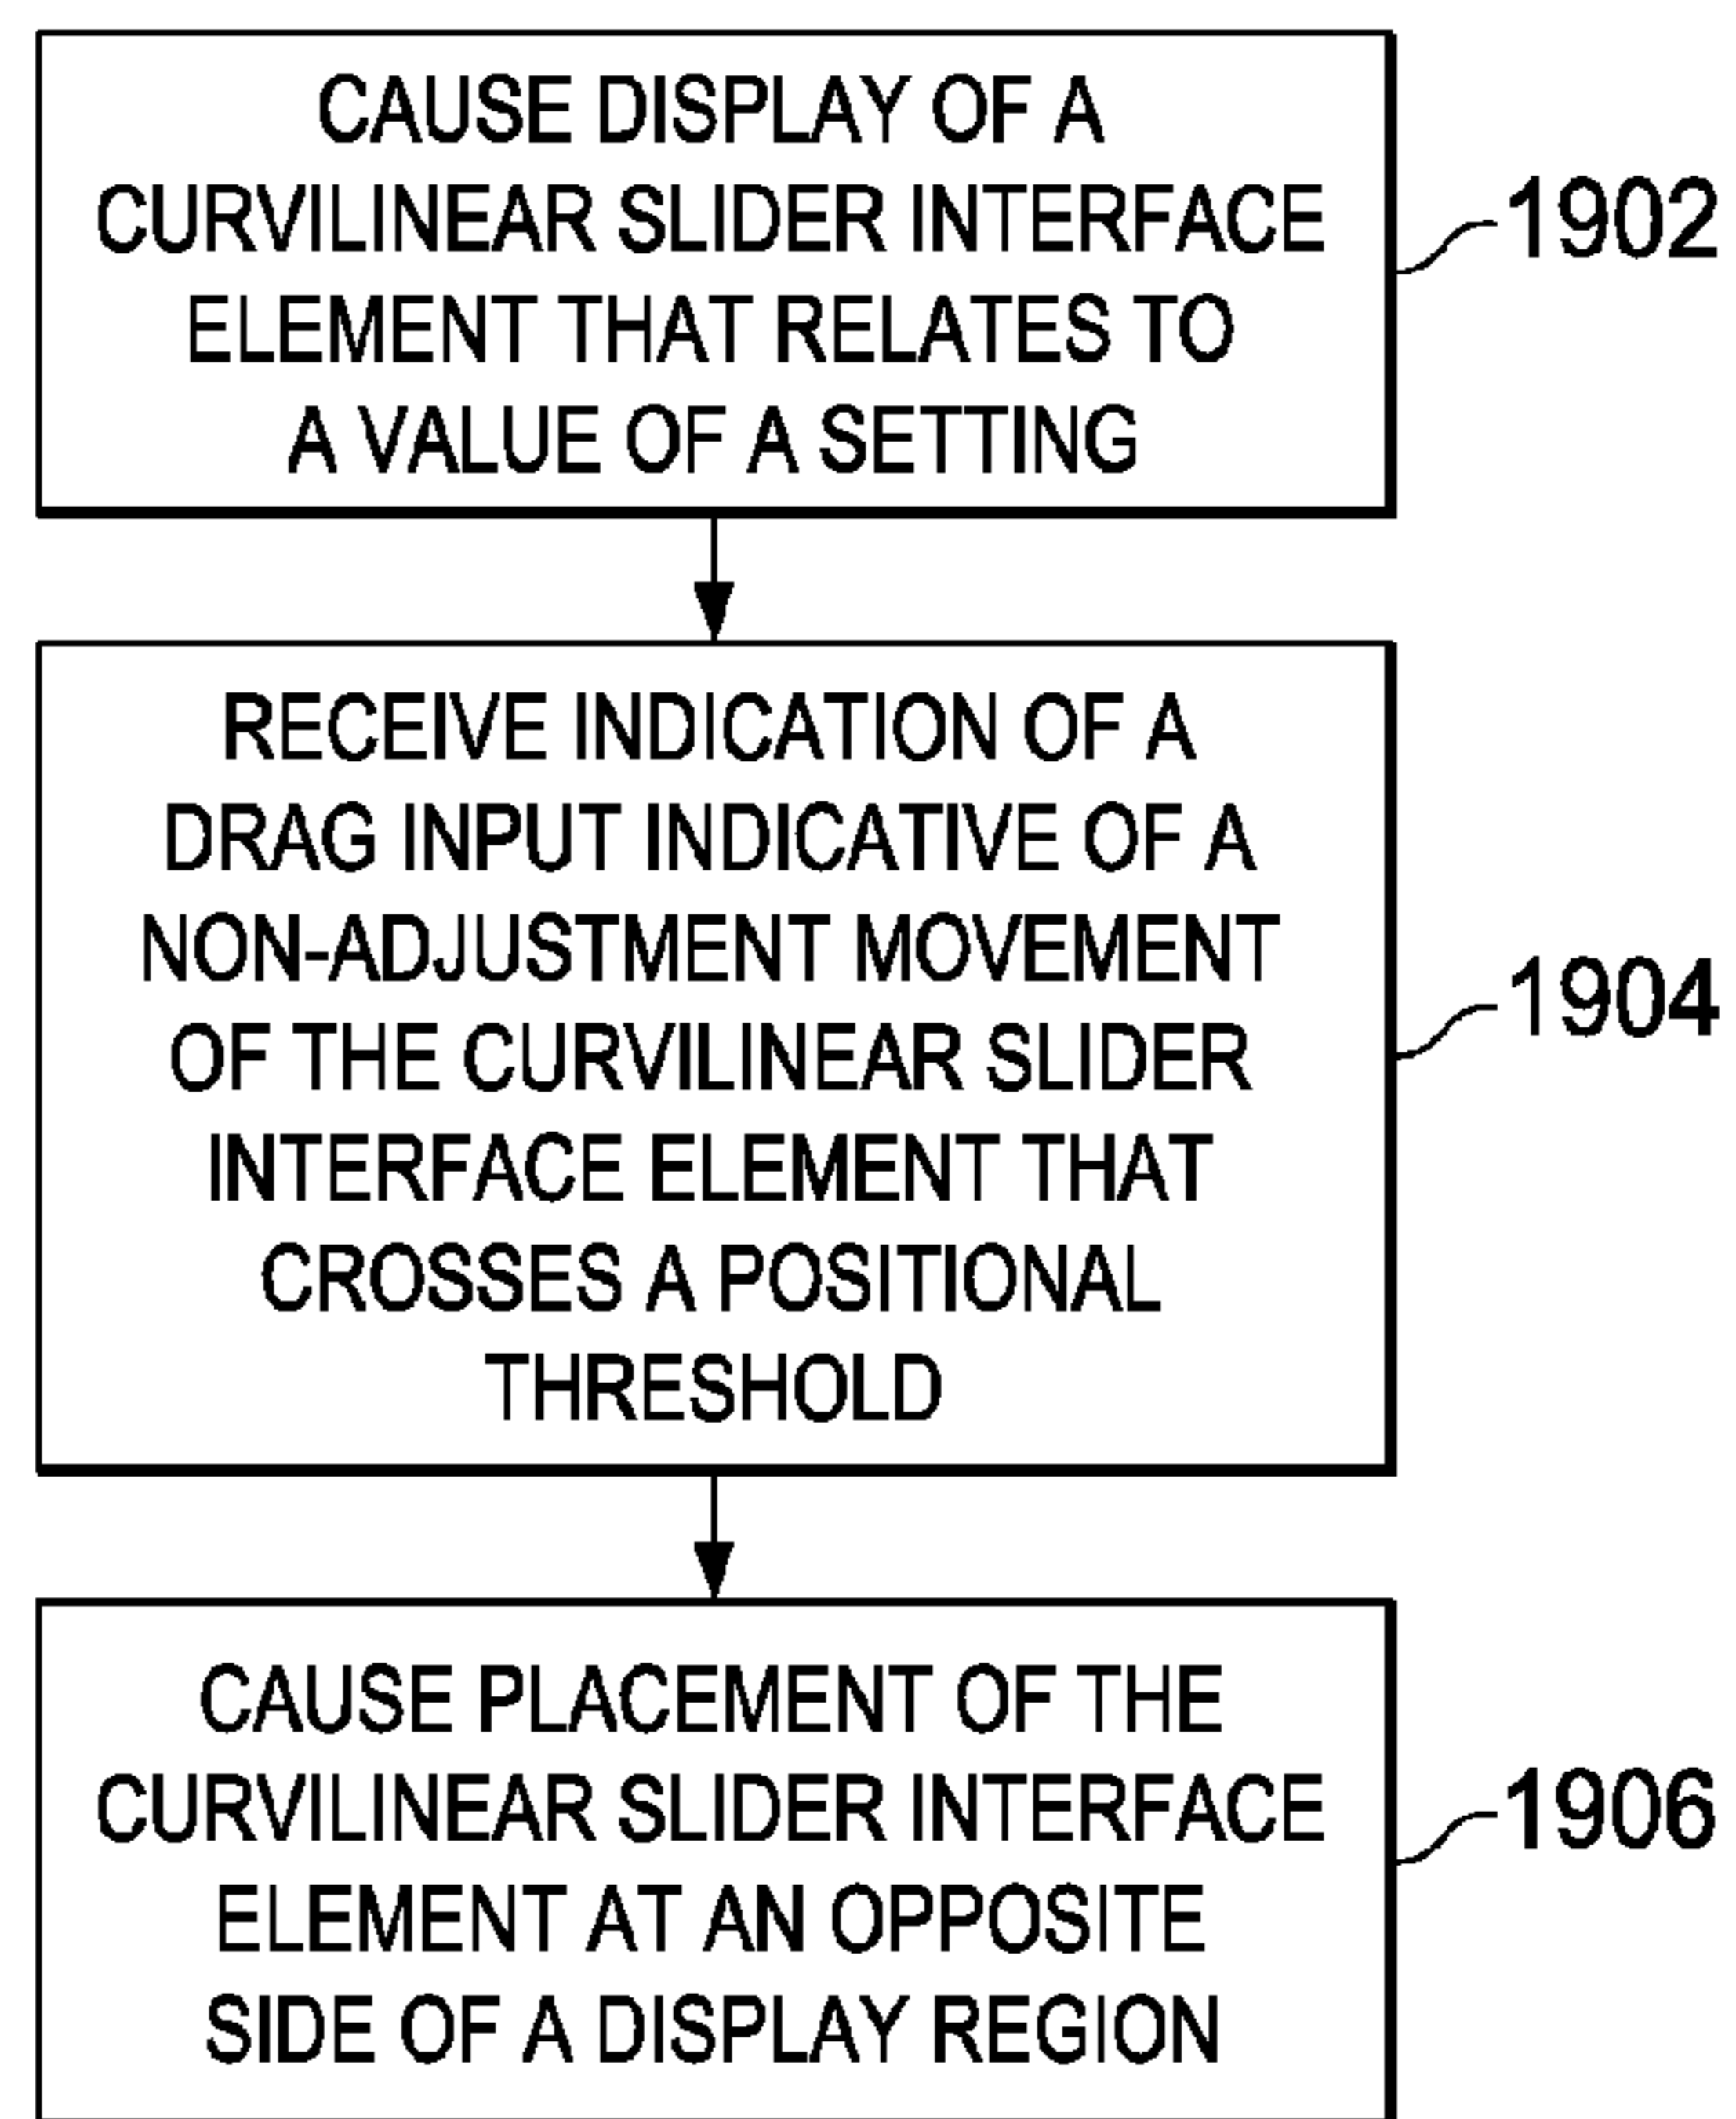 CAUSE DISPLAY OF A
CURVILINEAR SLIDER INTERFACE
ELEMENT THAT RELATES TO
A VALUE OF A SETTING
1902
RECEIVE INDICATION OF A
DRAG INPUT INDICATIVE OF A
NON-ADJUSTMENT MOVEMENT
OF THE CURVILINEAR SLIDER
INTERFACE ELEMENT THAT
CROSSES A POSITIONAL
THRESHOLD
1904
CAUSE PLACEMENT OF THE
CURVILINEAR SLIDER INTERFACE
ELEMENT AT AN OPPOSITE
SIDE OF A DISPLAY REGION
1906